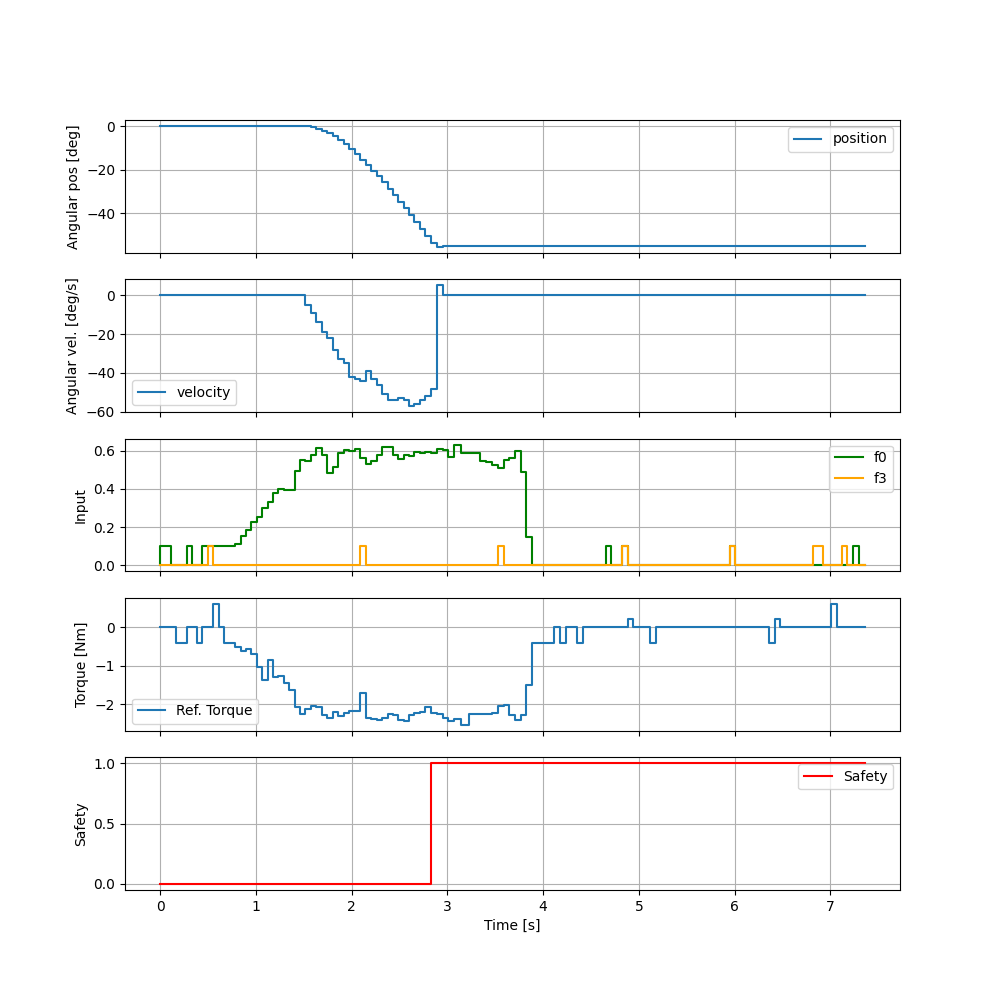 Angular pos [deg]
0
−20
−40
position
Angular vel. [deg/s]
0
−20
−40
−60
velocity
Input
0.6
0.4
0.2
0.0
f0
f3
Torque [Nm]
0
−1
−2
Ref. Torque
Safety
1.0
0.5
0.0
Safety
0 1 2 3 4 5 6 7
Time [s]